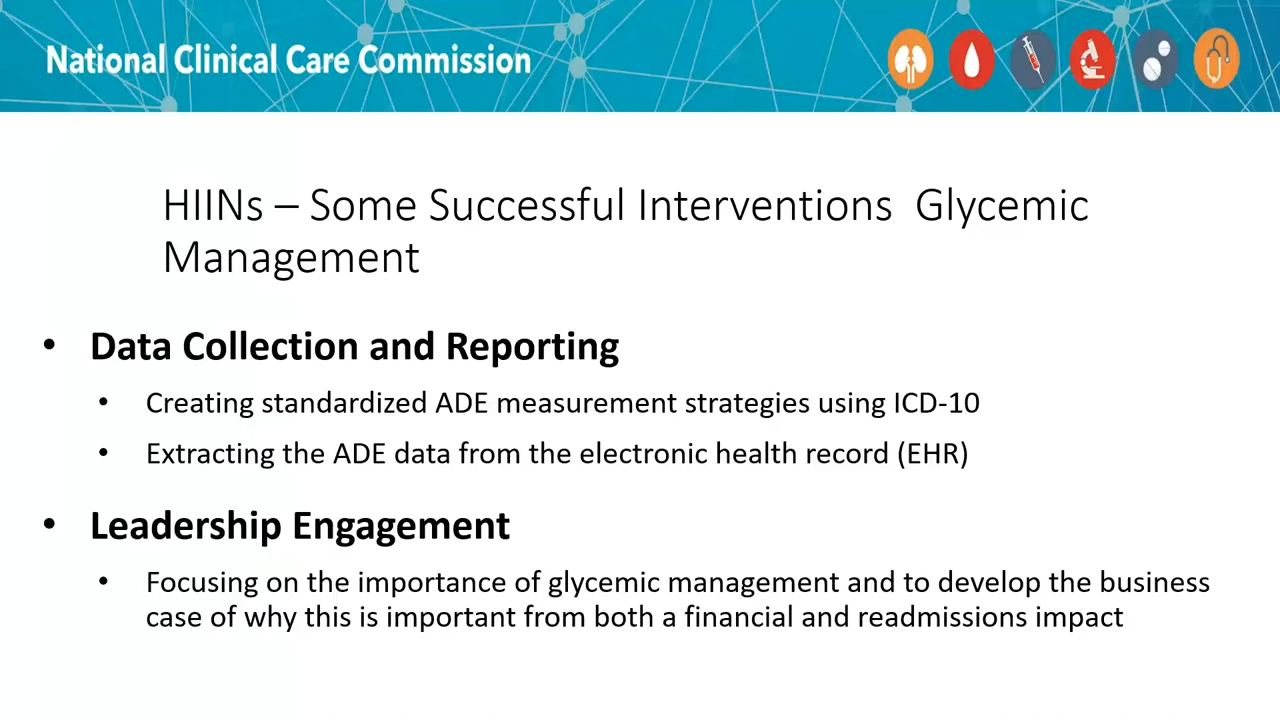 National Clinical Care Commission
HIINs – Some Successful Interventions  Glycemic
Management
• Data Collection and Reporting
• Creating standardized ADE measurement strategies using ICD-10
• Extracting the ADE data from the electronic health record (EHR)
• Leadership Engagement
• Focusing on the importance of glycemic management and to develop the business
case of why this is important from both a financial and readmissions impact